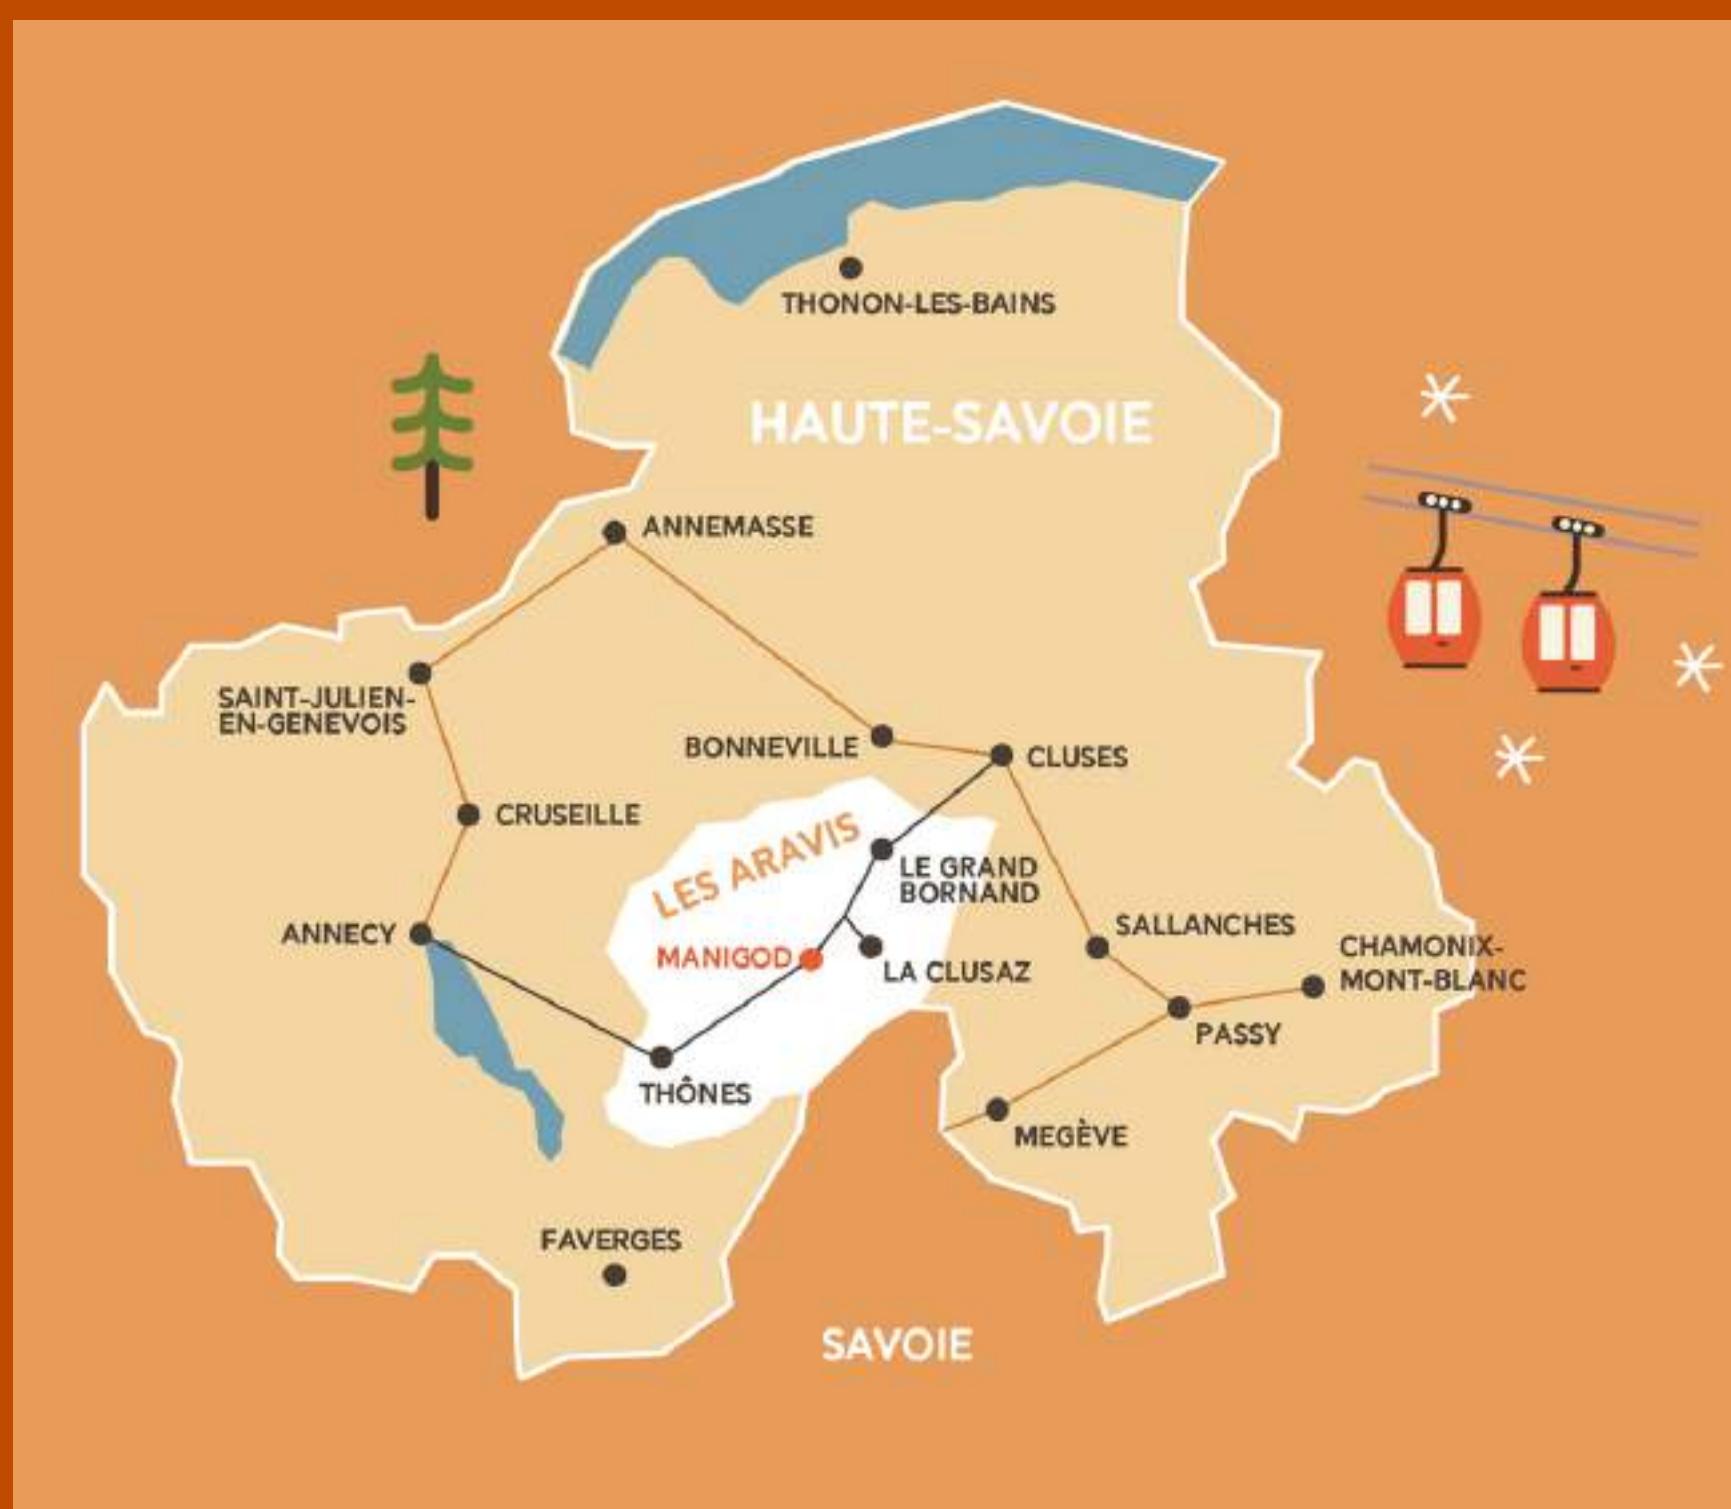 THONON-LES-BAINS
HAUTE-SAVOIE
ANNEMASSE
SAINT-JULIEN-
EN-GENEVOIS
BONNEVILLE
CLUSES
CRUSEILLE
LES ARAVIS
LE GRAND
BORNAND
ANNECY
MANIGOD
LA CLUSAZ
SALLANCHES
CHAMONIX-
MONT-BLANC
PASSY
THÔNES
MEGÈVE
FAVERGES
SAVOIE